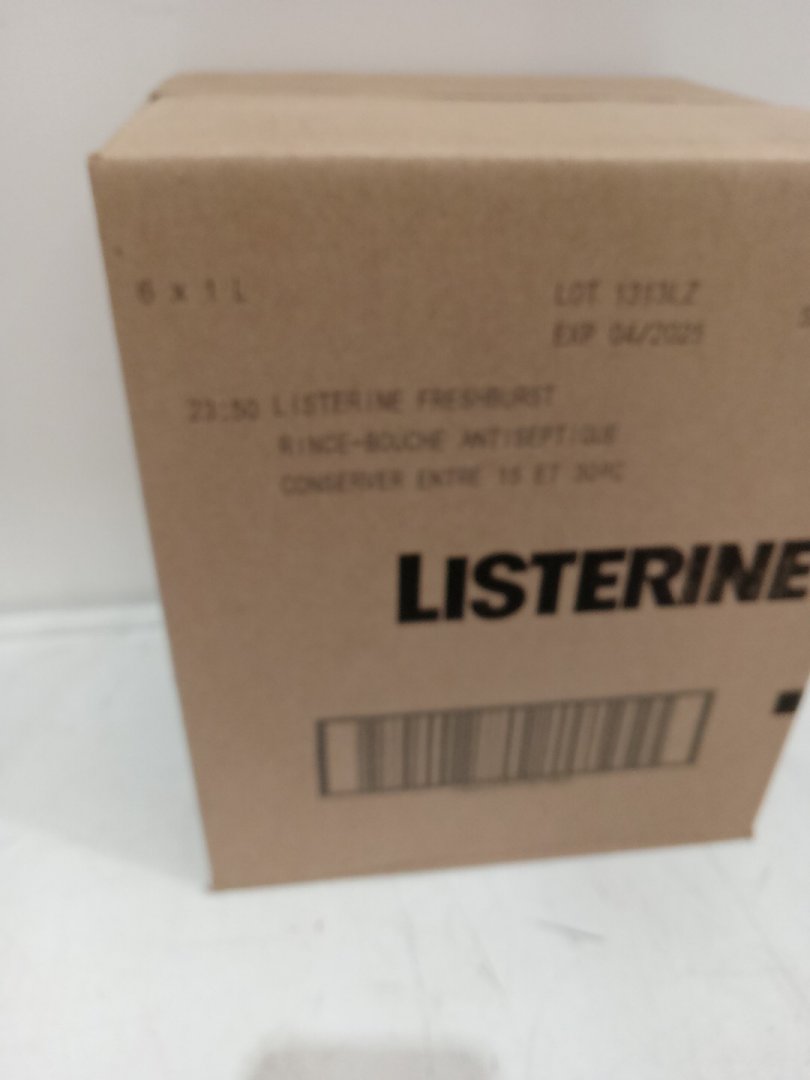 6 X 1 L
LOT 1313LZ
EXP 04/2025
23:50 LISTERINE FRESHBURST
RINCE-BOUCHE ANTISEPTIQUE
CONSERVER ENTRE 15 ET 30ºC
LISTERINE